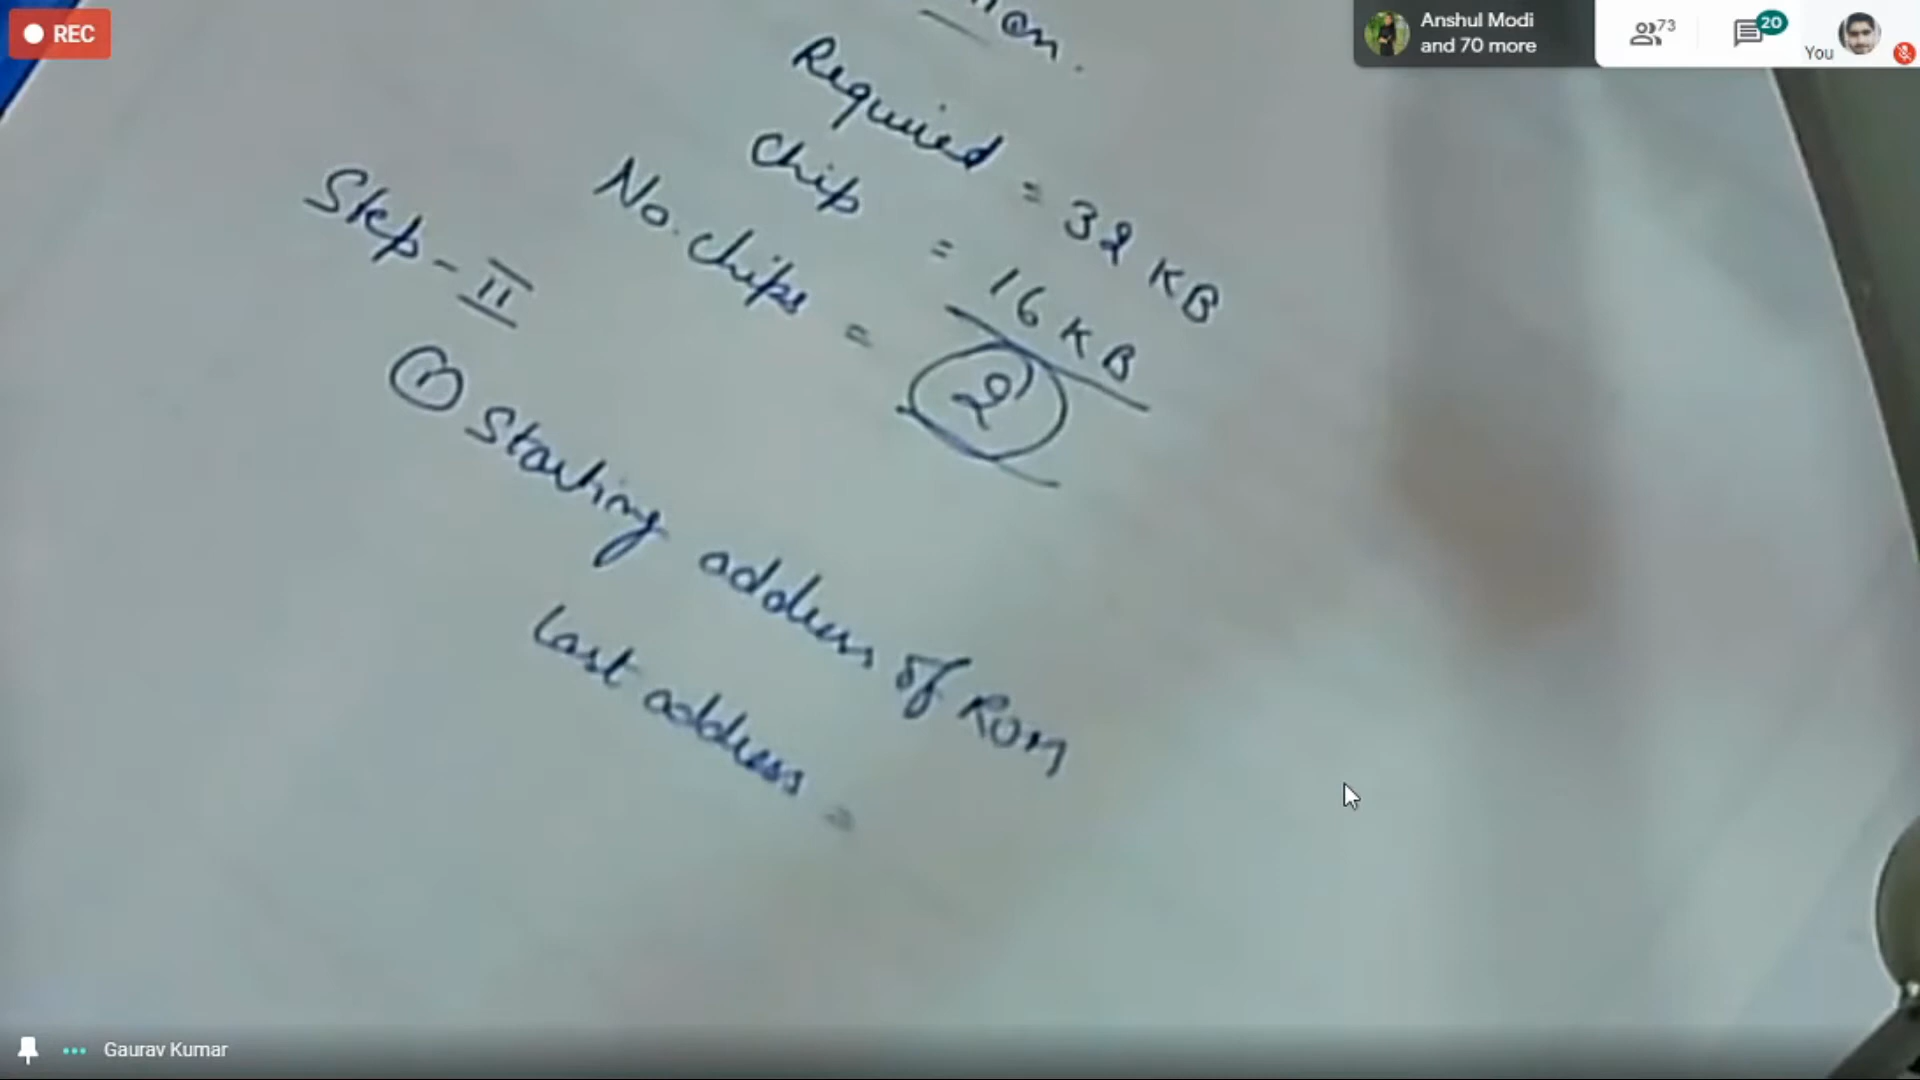 REC
Anshul Modi
and 70 more
73
20
You
Required = 32 KB
Chip = 16 KB
No. chips = 2
Step - II
Starting address of ROM
Last address =
Gaurav Kumar